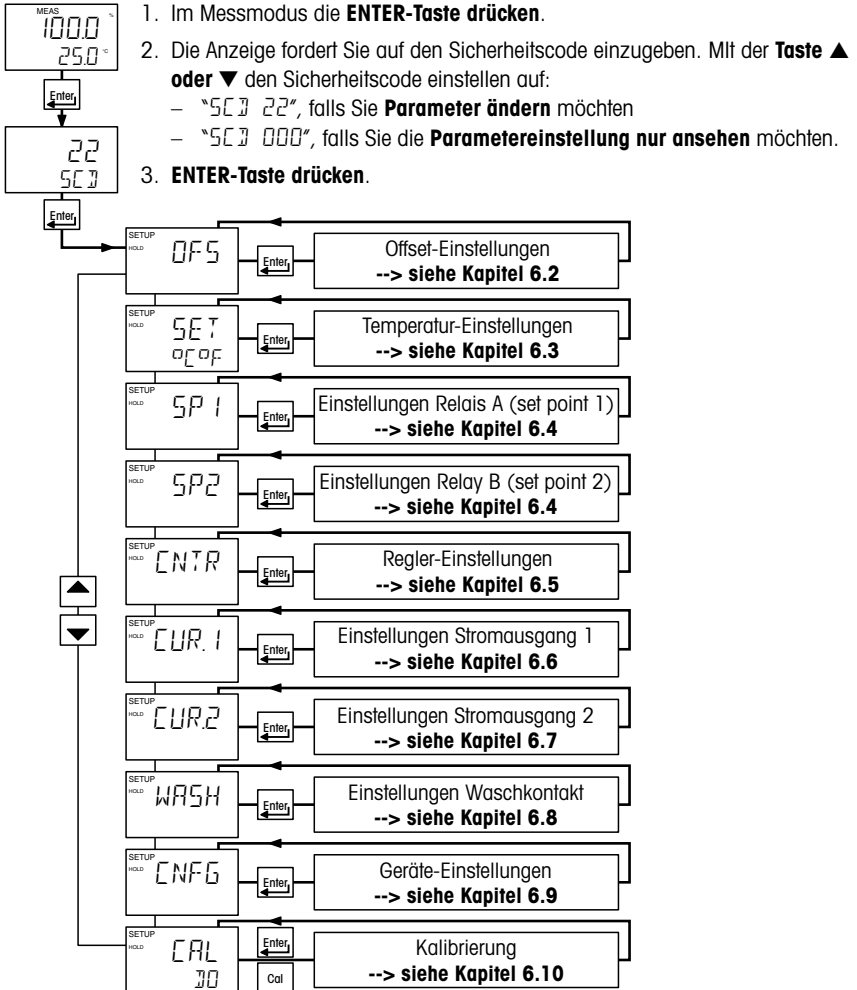 MEAS
100.0 %
25.0 °C
Enter
22
SCD
Enter
1. Im Messmodus die ENTER-Taste drücken.
2. Die Anzeige fordert Sie auf den Sicherheitscode einzugeben. MIt der Taste ▲
oder ▼ den Sicherheitscode einstellen auf:
– "SCD 22", falls Sie Parameter ändern möchten
– "SCD 000", falls Sie die Parametereinstellung nur ansehen möchten.
3. ENTER-Taste drücken.
SETUP
HOLD
OFS
Enter
Offset-Einstellungen
--> siehe Kapitel 6.2
SETUP
HOLD
SET
°C°F
Enter
Temperatur-Einstellungen
--> siehe Kapitel 6.3
SETUP
HOLD
SP1
Enter
Einstellungen Relais A (set point 1)
--> siehe Kapitel 6.4
SETUP
HOLD
SP2
Enter
Einstellungen Relay B (set point 2)
--> siehe Kapitel 6.4
SETUP
HOLD
CNTR
Enter
Regler-Einstellungen
--> siehe Kapitel 6.5
SETUP
HOLD
CUR.1
Enter
Einstellungen Stromausgang 1
--> siehe Kapitel 6.6
SETUP
HOLD
CUR.2
Enter
Einstellungen Stromausgang 2
--> siehe Kapitel 6.7
SETUP
HOLD
WASH
Enter
Einstellungen Waschkontakt
--> siehe Kapitel 6.8
SETUP
HOLD
CNFG
Enter
Geräte-Einstellungen
--> siehe Kapitel 6.9
SETUP
HOLD
CAL
DO
Enter
Cal
Kalibrierung
--> siehe Kapitel 6.10